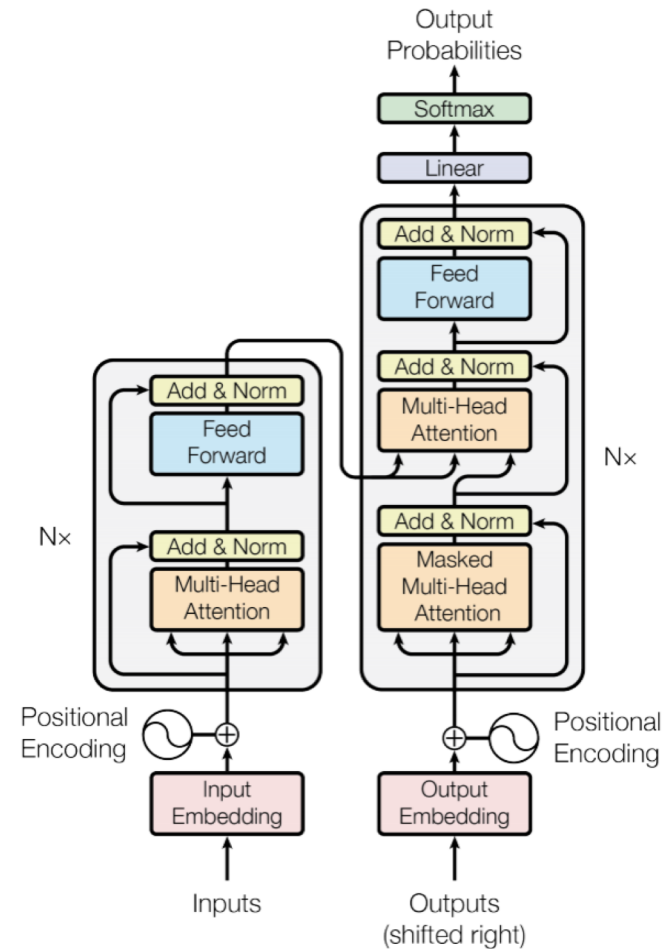 Output
Probabilities
Softmax
Linear
Add & Norm
Feed
Forward
Add & Norm
Multi-Head
Attention
Add & Norm
Masked
Multi-Head
Attention
N×
Add & Norm
Feed
Forward
Add & Norm
Multi-Head
Attention
N×
Positional
Encoding
Positional
Encoding
Input
Embedding
Output
Embedding
Inputs
Outputs
(shifted right)